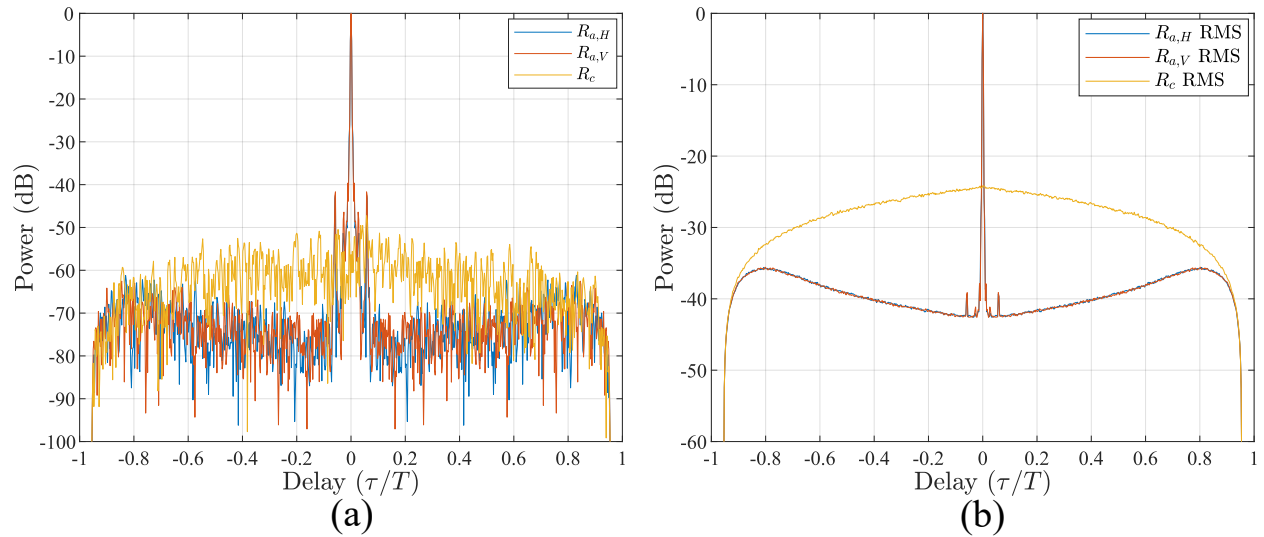 0
-10
-20
-30
-40
-50
-60
-70
-80
-90
-100
Power (dB)
-1 -0.8 -0.6 -0.4 -0.2 0 0.2 0.4 0.6 0.8 1
Delay (τ/T)
R_{a,H}
R_{a,V}
R_c
(a)
0
-10
-20
-30
-40
-50
-60
Power (dB)
-1 -0.8 -0.6 -0.4 -0.2 0 0.2 0.4 0.6 0.8 1
Delay (τ/T)
R_{a,H} RMS
R_{a,V} RMS
R_c RMS
(b)